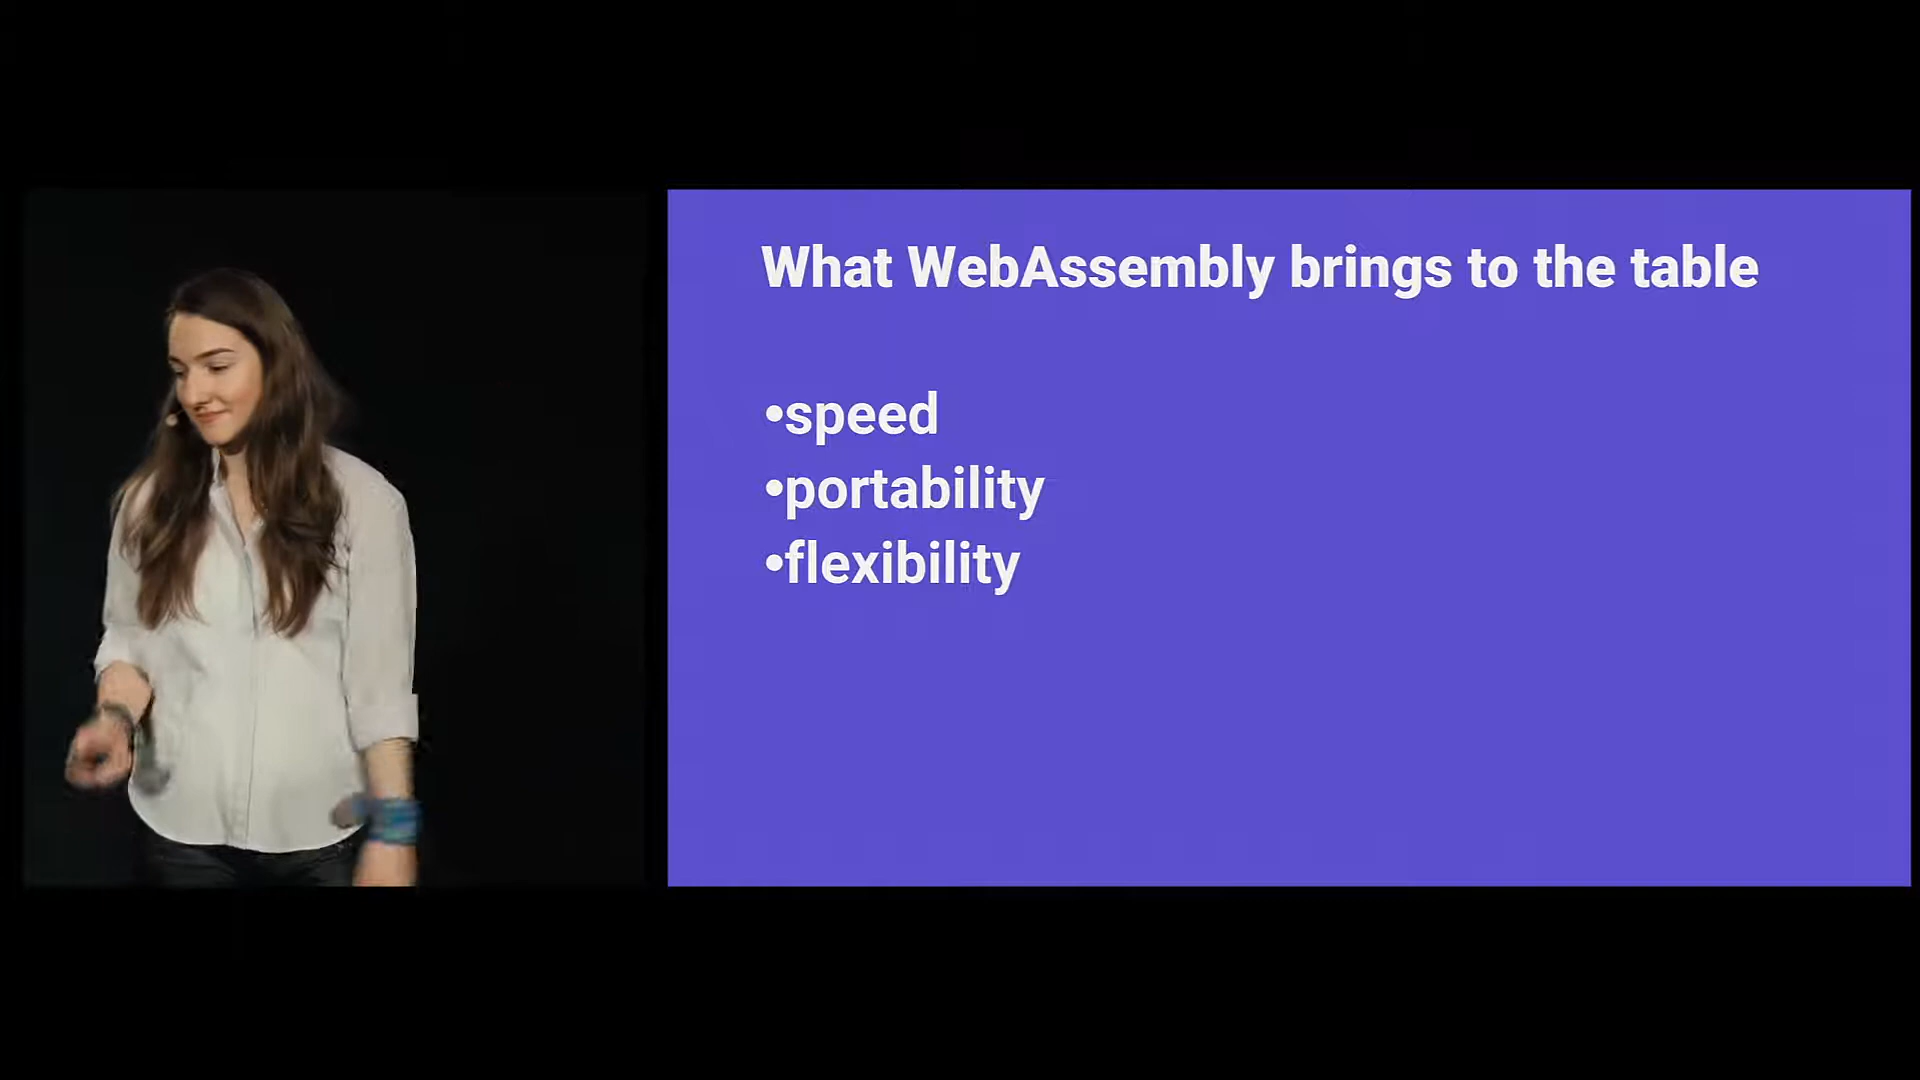 What WebAssembly brings to the table
•speed
•portability
•flexibility